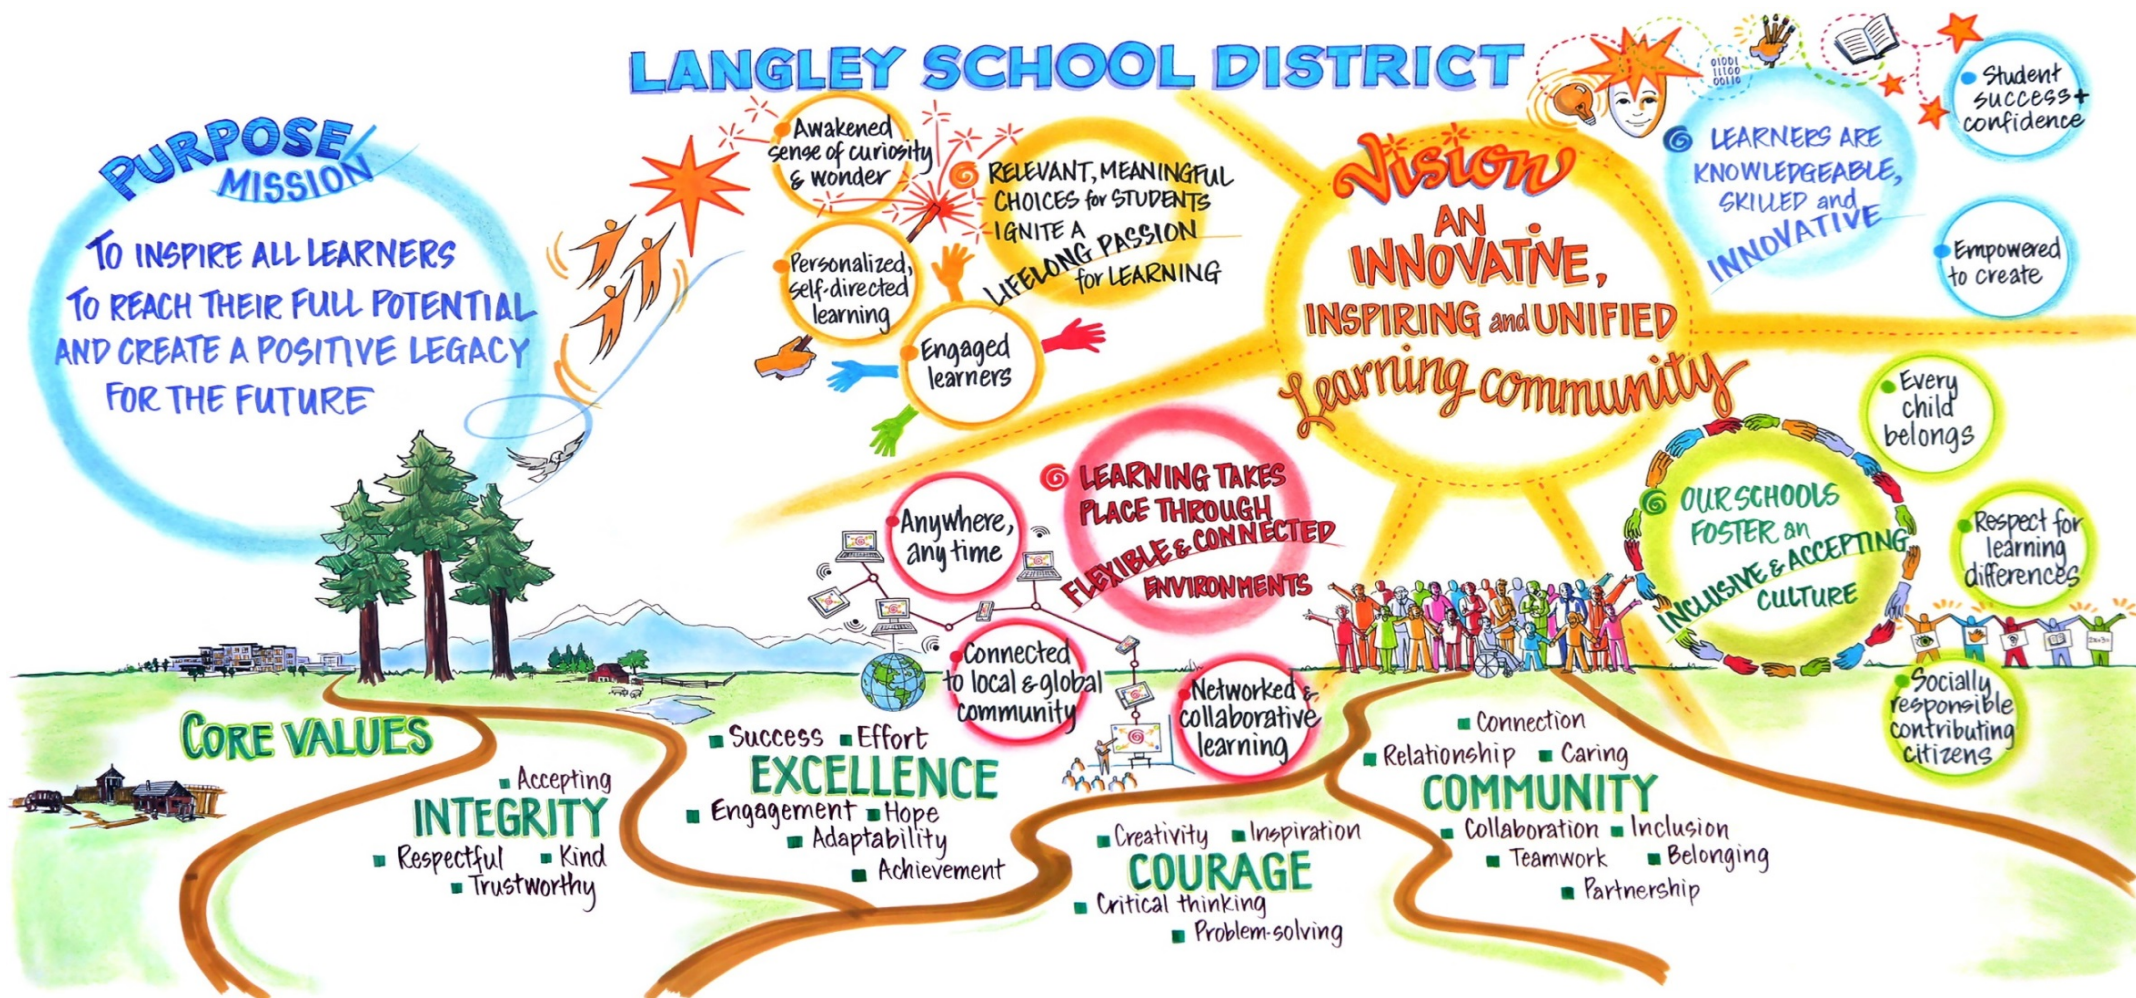 LANGLEY SCHOOL DISTRICT
PURPOSE/
MISSION
TO INSPIRE ALL LEARNERS
TO REACH THEIR FULL POTENTIAL
AND CREATE A POSITIVE LEGACY
FOR THE FUTURE
Awakened
sense of curiosity
& wonder
Personalized,
self-directed
learning
Engaged
learners
RELEVANT, MEANINGFUL
CHOICES for STUDENTS
IGNITE A
LIFELONG PASSION
for LEARNING
Vision
AN
INNOVATIVE,
INSPIRING and UNIFIED
Learning community
01001
11100
00110
LEARNERS ARE
KNOWLEDGEABLE,
SKILLED and
INNOVATIVE
Student
success +
confidence
Empowered
to create
Anywhere,
any time
LEARNING TAKES
PLACE THROUGH
FLEXIBLE & CONNECTED
ENVIRONMENTS
Connected
to local & global
community
Networked &
collaborative
learning
OUR SCHOOLS
FOSTER an
INCLUSIVE & ACCEPTING
CULTURE
Every
child
belongs
Respect for
learning
differences
Socially
responsible
contributing
citizens
CORE VALUES
Accepting
INTEGRITY
Respectful
Kind
Trustworthy
Success
Effort
EXCELLENCE
Engagement
Hope
Adaptability
Achievement
Creativity
Inspiration
COURAGE
Critical thinking
Problem-solving
Connection
Relationship
Caring
COMMUNITY
Collaboration
Inclusion
Teamwork
Belonging
Partnership